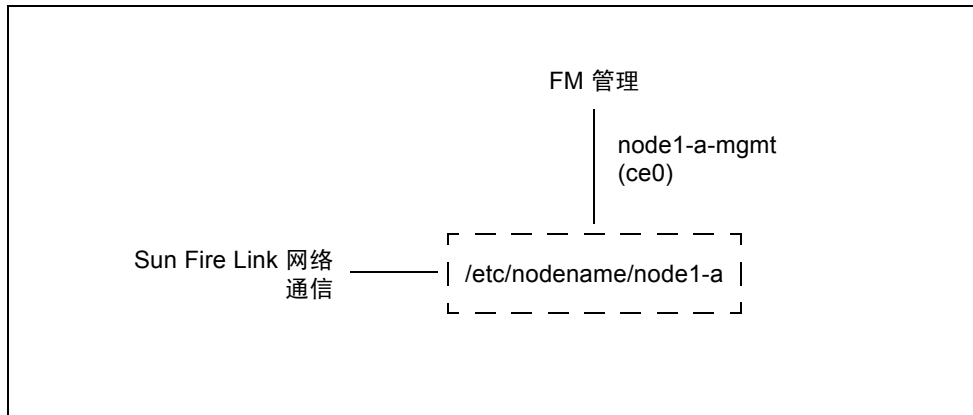 FM 管理
node1-a-mgmt
(ce0)
Sun Fire Link 网络
通信
/etc/nodename/node1-a